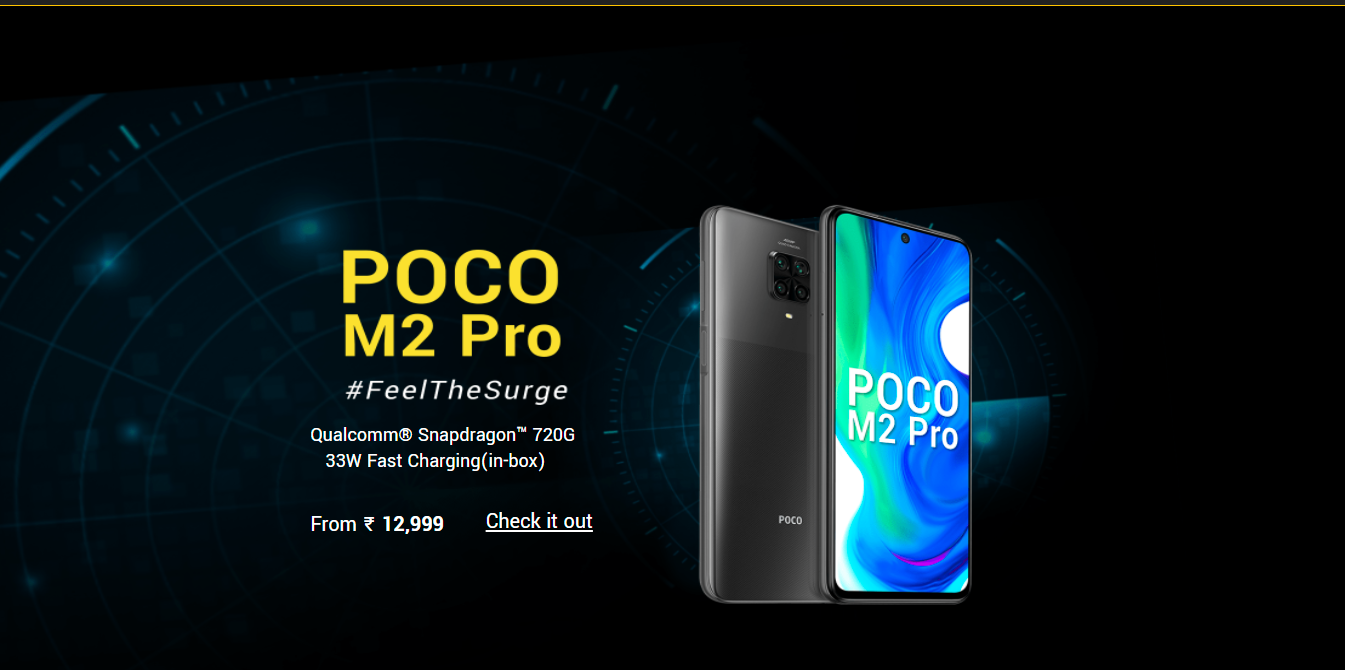 POCO
M2 Pro
#FeelTheSurge
Qualcomm® Snapdragon™ 720G
33W Fast Charging(in-box)
From ₹ 12,999
Check it out
POCO
POCO
M2 Pro